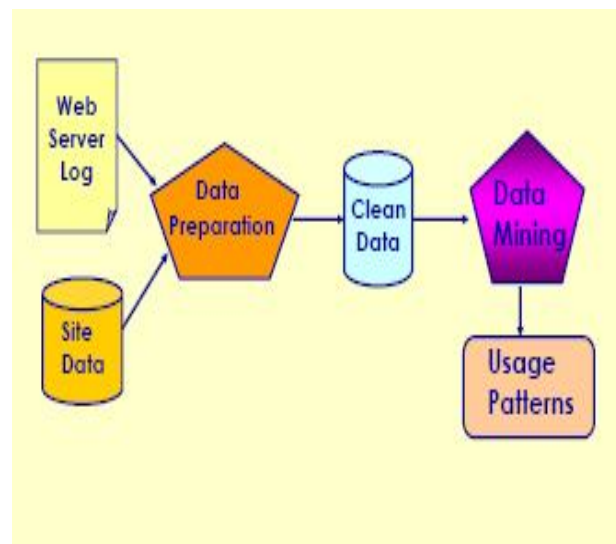 Web
Server
Log
Data
Preparation
Clean
Data
Data
Mining
Site
Data
Usage
Patterns